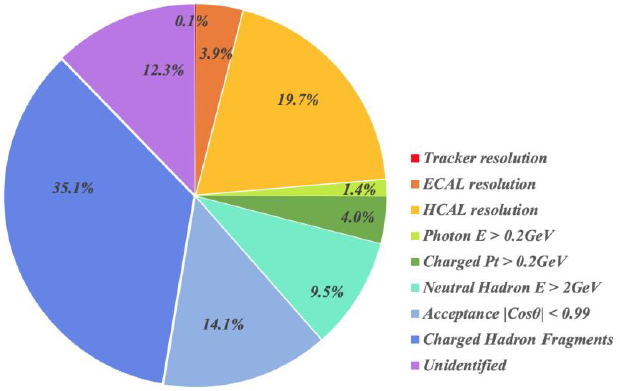 0.1%
3.9%
12.3%
19.7%
35.1%
1.4%
4.0%
9.5%
14.1%
Tracker resolution
ECAL resolution
HCAL resolution
Photon E > 0.2GeV
Charged Pt > 0.2GeV
Neutral Hadron E > 2GeV
Acceptance |Cosθ| < 0.99
Charged Hadron Fragments
Unidentified